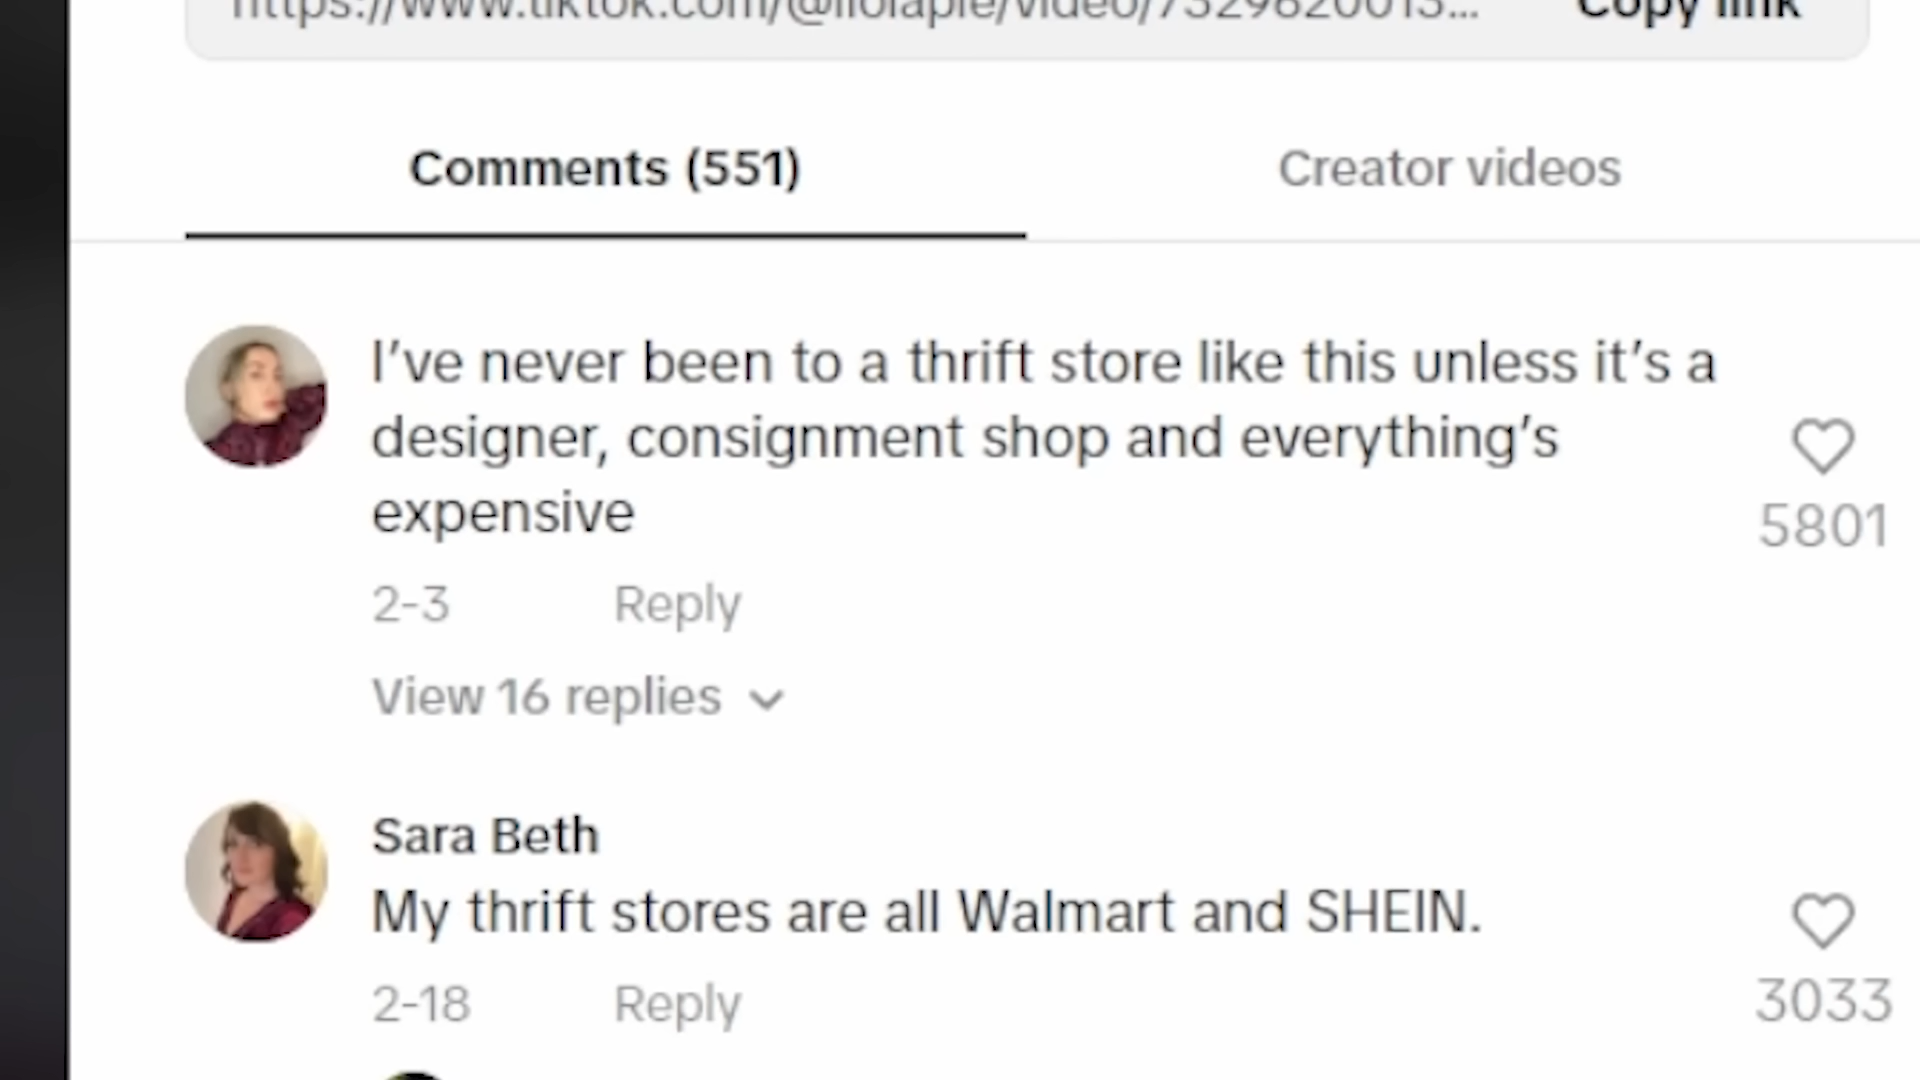 Copy link
Comments (551)
Creator videos
I’ve never been to a thrift store like this unless it’s a
designer, consignment shop and everything’s
expensive
5801
2-3 Reply
View 16 replies
Sara Beth
My thrift stores are all Walmart and SHEIN.
2-18 Reply
3033